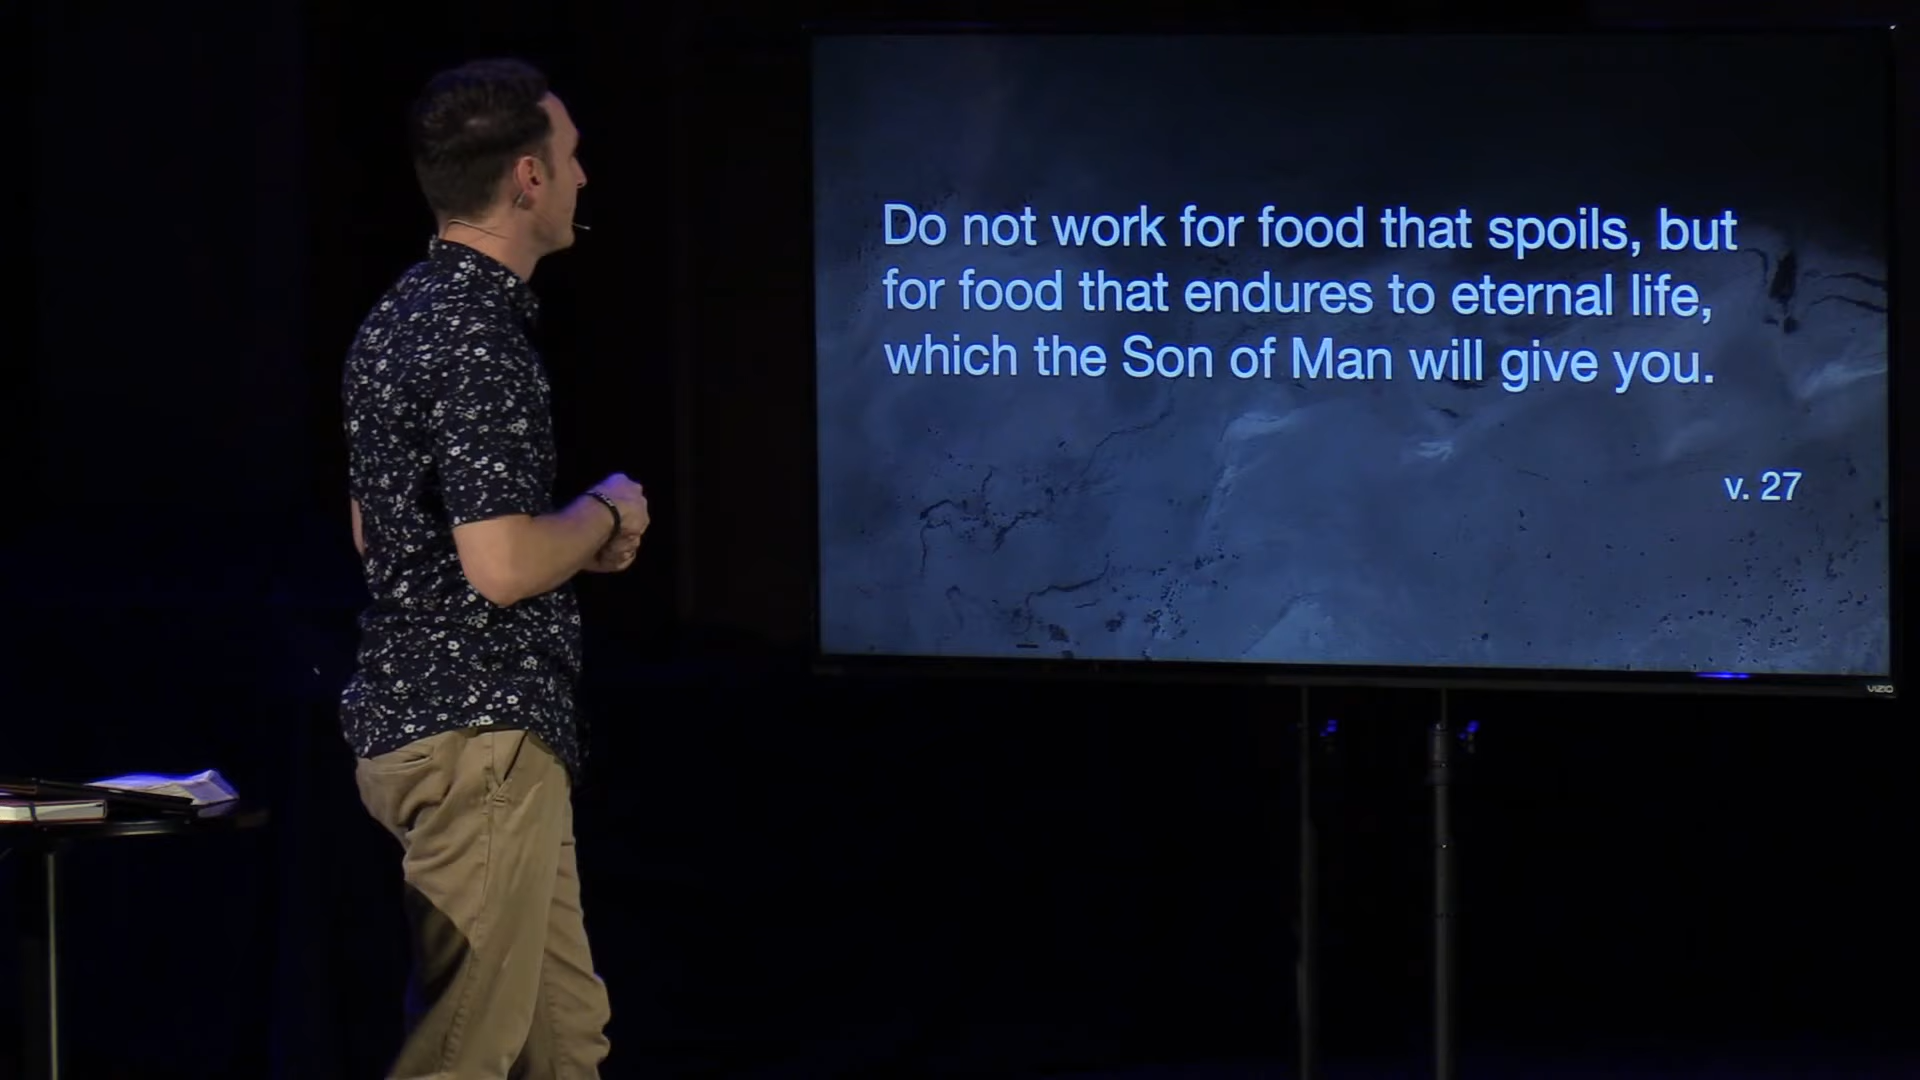 Do not work for food that spoils, but
for food that endures to eternal life,
which the Son of Man will give you.
v. 27
VIZIO